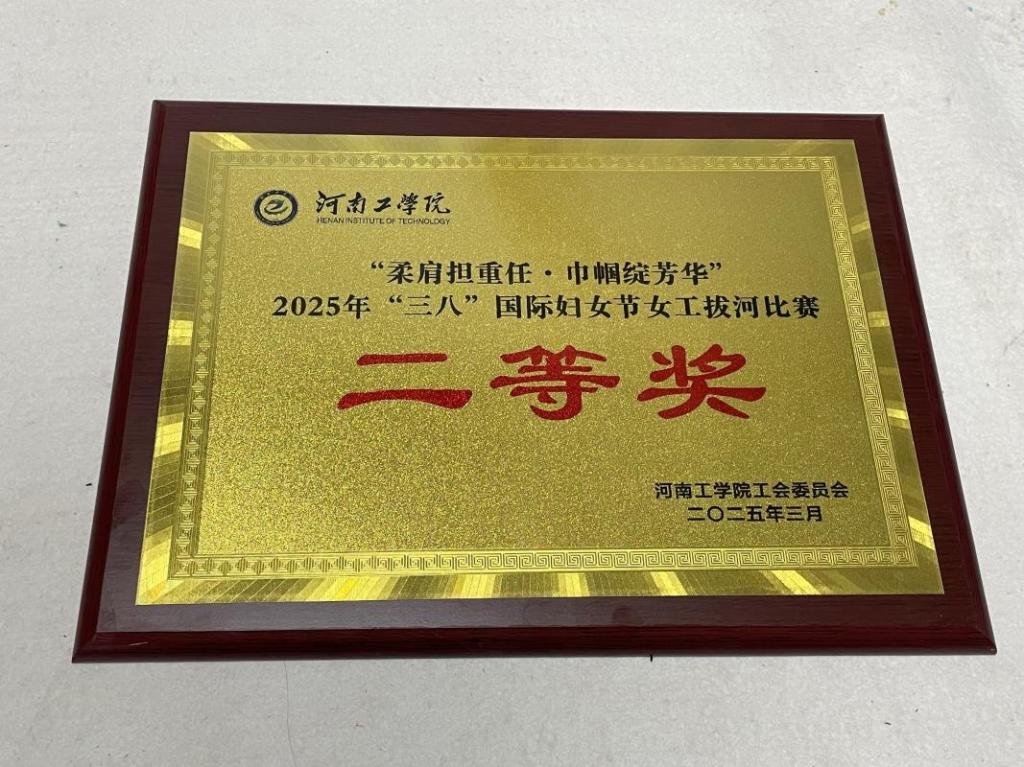 河南工学院
HENAN INSTITUTE OF TECHNOLOGY
“柔肩担重任·巾帼绽芳华”
2025年“三八”国际妇女节女工拔河比赛
二等奖
河南工学院工会委员会
二〇二五年三月